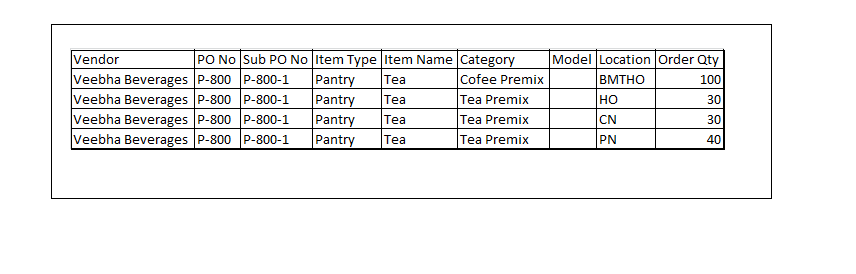 Vendor PO No Sub PO No Item Type Item Name Category Model Location Order Qty
Veebha Beverages P-800 P-800-1 Pantry Tea Cofee Premix BMTHO 100
Veebha Beverages P-800 P-800-1 Pantry Tea Tea Premix HO 30
Veebha Beverages P-800 P-800-1 Pantry Tea Tea Premix CN 30
Veebha Beverages P-800 P-800-1 Pantry Tea Tea Premix PN 40